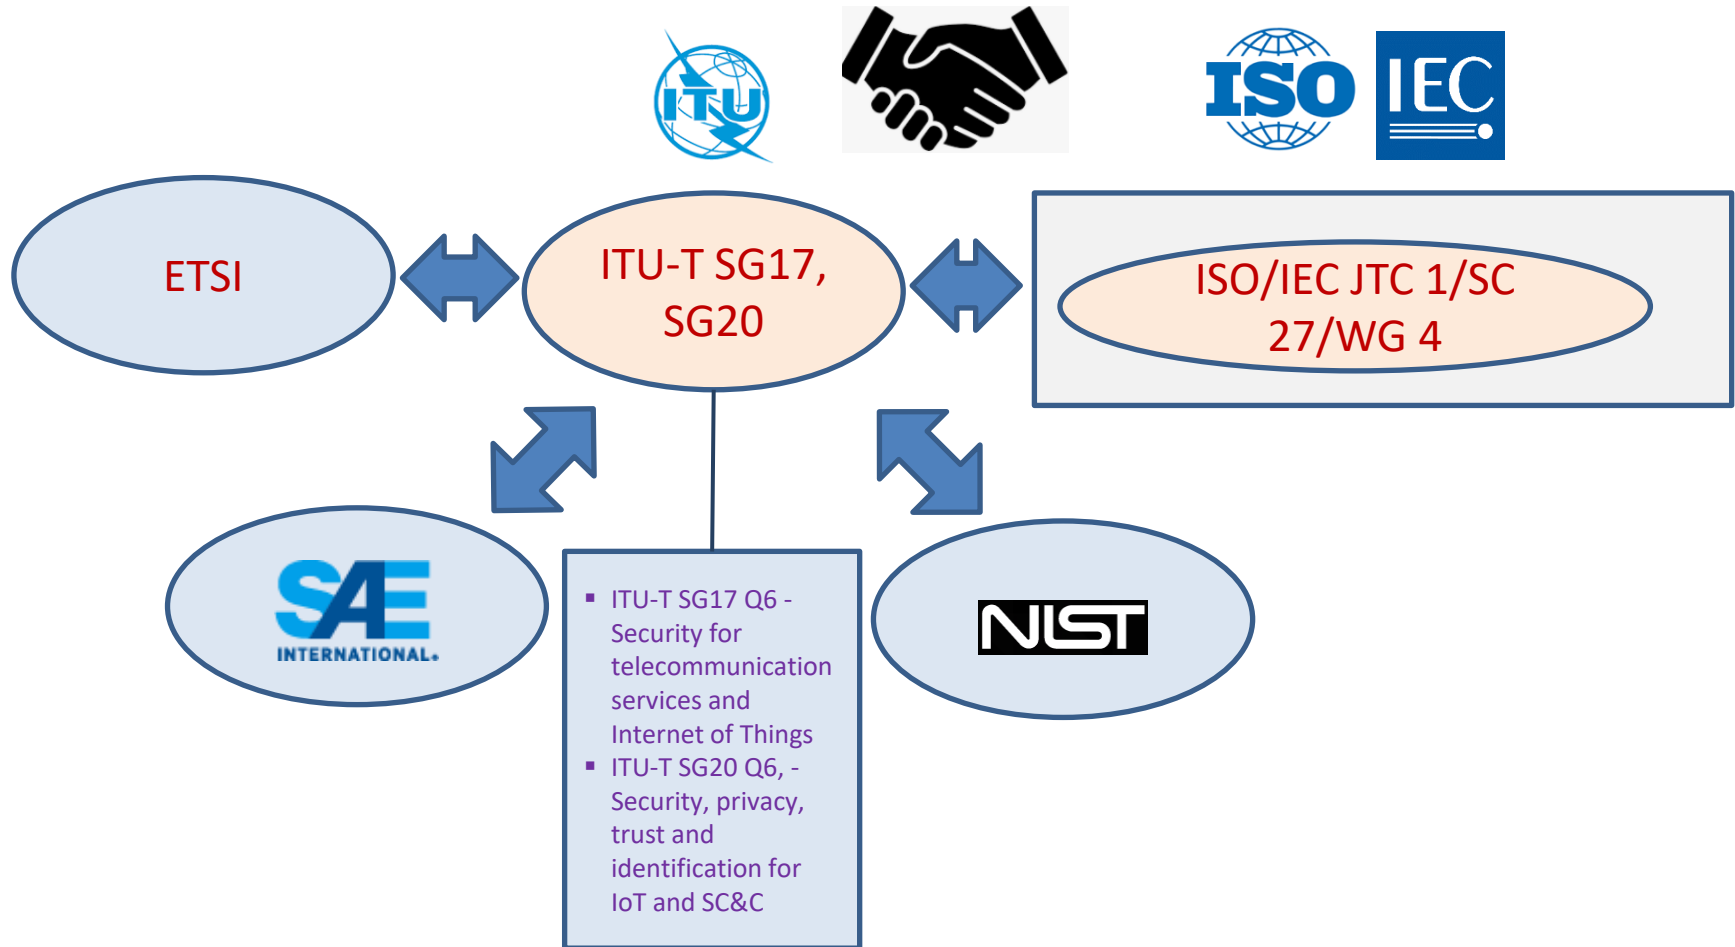 ITU
ISO
IEC
ETSI
ITU-T SG17,
SG20
ISO/IEC JTC 1/SC
27/WG 4
SAE
INTERNATIONAL®
▪ ITU-T SG17 Q6 -
Security for
telecommunication
services and
Internet of Things
▪ ITU-T SG20 Q6, -
Security, privacy,
trust and
identification for
IoT and SC&C
NIST